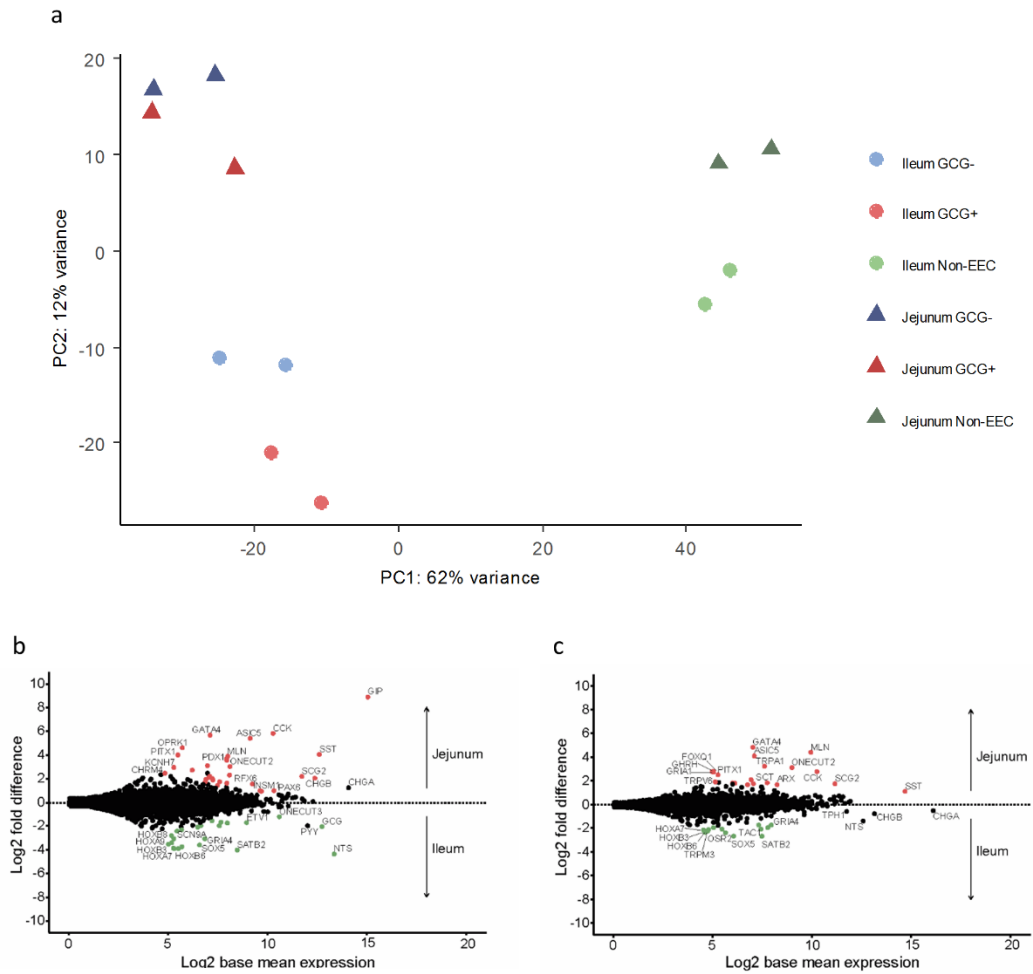 a
20
10
0
-10
-20
PC2: 12% variance
-20
0
20
40
PC1: 62% variance
Ileum GCG-
Ileum GCG+
Ileum Non-EEC
Jejunum GCG-
Jejunum GCG+
Jejunum Non-EEC
b
10
8
6
4
2
0
-2
-4
-6
-8
-10
Log2 fold difference
GIP
GATA4
ASIC5
CCK
OPRK1
PITX1
MLN
SST
KCNH7
PDX1
ONECUT2
CHRM4
RFX6
SCG2
CHGB
CHGA
NSM1
PAX6
ETV1
ONECUT3
PYY
GCG
HOXB8
SCN9A
HOXA9
GRIA4
HOXB3
SOX5
SATB2
NTS
HOXA7
HOXB6
Jejunum
Ileum
0
5
10
15
20
Log2 base mean expression
c
10
8
6
4
2
0
-2
-4
-6
-8
-10
Log2 fold difference
GATA4
MLN
ASIC5
FOXO1
TRPA1
ONECUT2
GHRH
PITX1
CCK
GRIA1
SCT
ARX
SCG2
TRPV6
SST
TPH1
CHGB
CHGA
NTS
HOXA7
TAC1
GRIA4
HOXB3
OSR2
HOXB6
SOX5
SATB2
TRPM3
Jejunum
Ileum
0
5
10
15
20
Log2 base mean expression